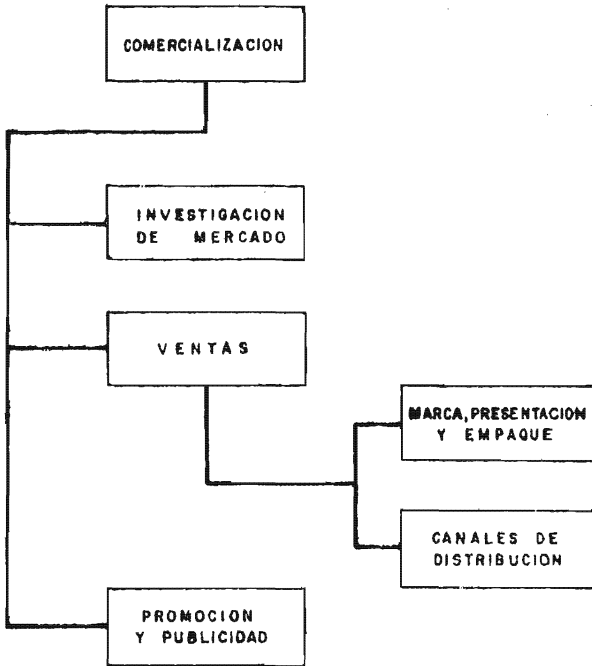 COMERCIALIZACION
INVESTIGACION
DE MERCADO
VENTAS
MARCA, PRESENTACION
Y EMPAQUE
CANALES DE
DISTRIBUCION
PROMOCION
Y PUBLICIDAD